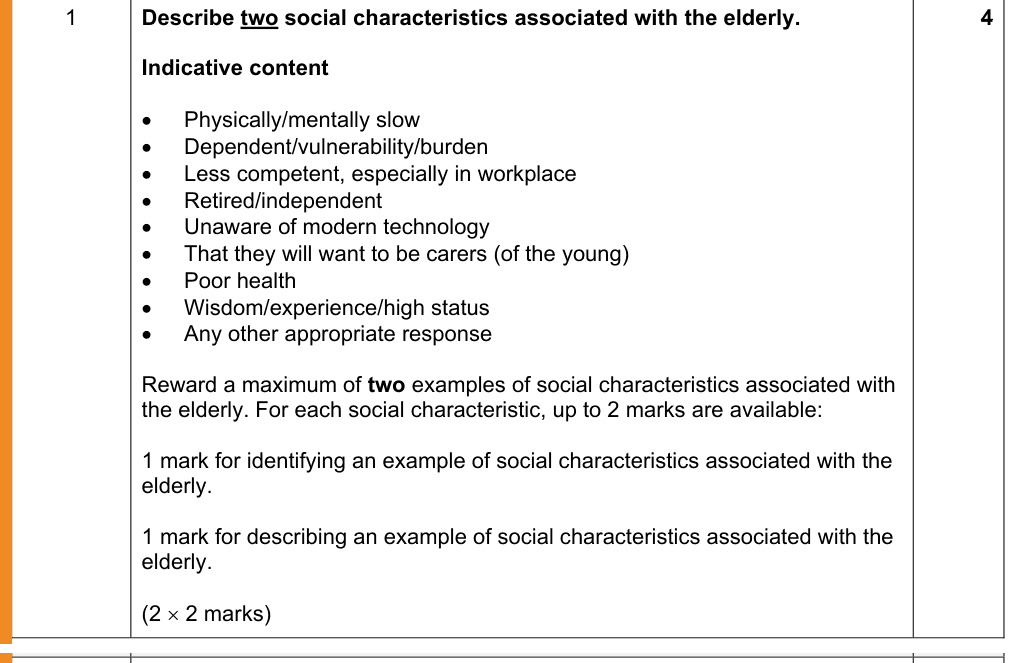 1 Describe two social characteristics associated with the elderly. 4
Indicative content
• Physically/mentally slow
• Dependent/vulnerability/burden
• Less competent, especially in workplace
• Retired/independent
• Unaware of modern technology
• That they will want to be carers (of the young)
• Poor health
• Wisdom/experience/high status
• Any other appropriate response
Reward a maximum of two examples of social characteristics associated with
the elderly. For each social characteristic, up to 2 marks are available:
1 mark for identifying an example of social characteristics associated with the
elderly.
1 mark for describing an example of social characteristics associated with the
elderly.
(2 × 2 marks)